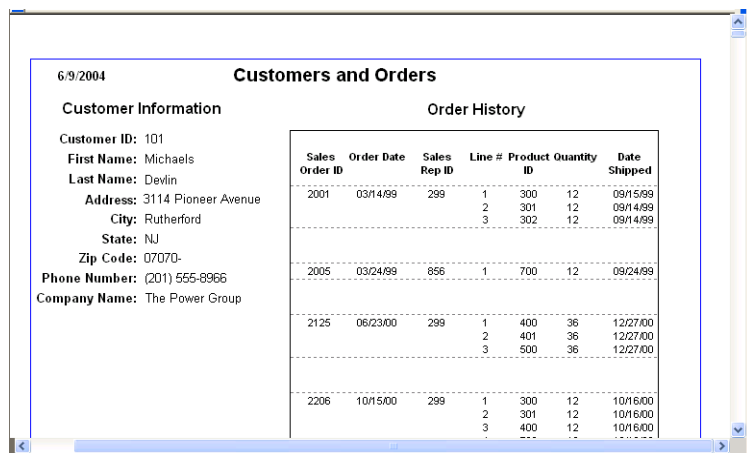 6/9/2004 Customers and Orders
Customer Information
Customer ID: 101
First Name: Michaels
Last Name: Devlin
Address: 3114 Pioneer Avenue
City: Rutherford
State: NJ
Zip Code: 07070-
Phone Number: (201) 555-8966
Company Name: The Power Group
Order History
Sales Order ID Order Date Sales Rep ID Line # Product ID Quantity Date Shipped
2001 03/14/99 299 1 300 12 09/15/99
2 301 12 09/14/99
3 302 12 09/14/99
2005 03/24/99 856 1 700 12 09/24/99
2125 06/23/00 299 1 400 36 12/27/00
2 401 36 12/27/00
3 500 36 12/27/00
2206 10/15/00 299 1 300 12 10/16/00
2 301 12 10/16/00
3 400 12 10/16/00